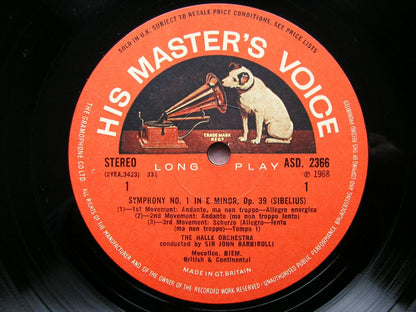 SOLD IN U.K. SUBJECT TO RESALE PRICE CONDITIONS, SEE PRICE LISTS
HIS MASTER'S VOICE
TRADE MARK
REGD
STEREO
LONG PLAY
ASD. 2366
(2YEA.3423) 33⅓
℗ 1968
1
1
SYMPHONY NO. 1 IN E MINOR, Op. 39 (SIBELIUS)
(1)—1st Movement: Andante, ma non troppo—Allegro energico
(2)—2nd Movement: Andante (ma non troppo lento)
(3)—3rd Movement: Scherzo (Allegro—Lento
(ma non troppo)—Tempo 1)
THE HALLE ORCHESTRA
conducted by SIR JOHN BARBIROLLI
Mecolico. BIEM.
British & Continental
MADE IN GT. BRITAIN
THE GRAMOPHONE CO. LTD.
ALL RIGHTS OF THE MANUFACTURER AND OF THE OWNER OF THE RECORDED WORK RESERVED
UNAUTHORISED PUBLIC PERFORMANCE, BROADCASTING AND COPYING OF THIS RECORD PROHIBITED